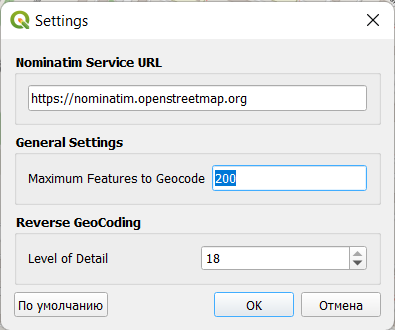 Settings
Nominatim Service URL
https://nominatim.openstreetmap.org
General Settings
Maximum Features to Geocode 200
Reverse GeoCoding
Level of Detail 18
По умолчанию OK Отмена